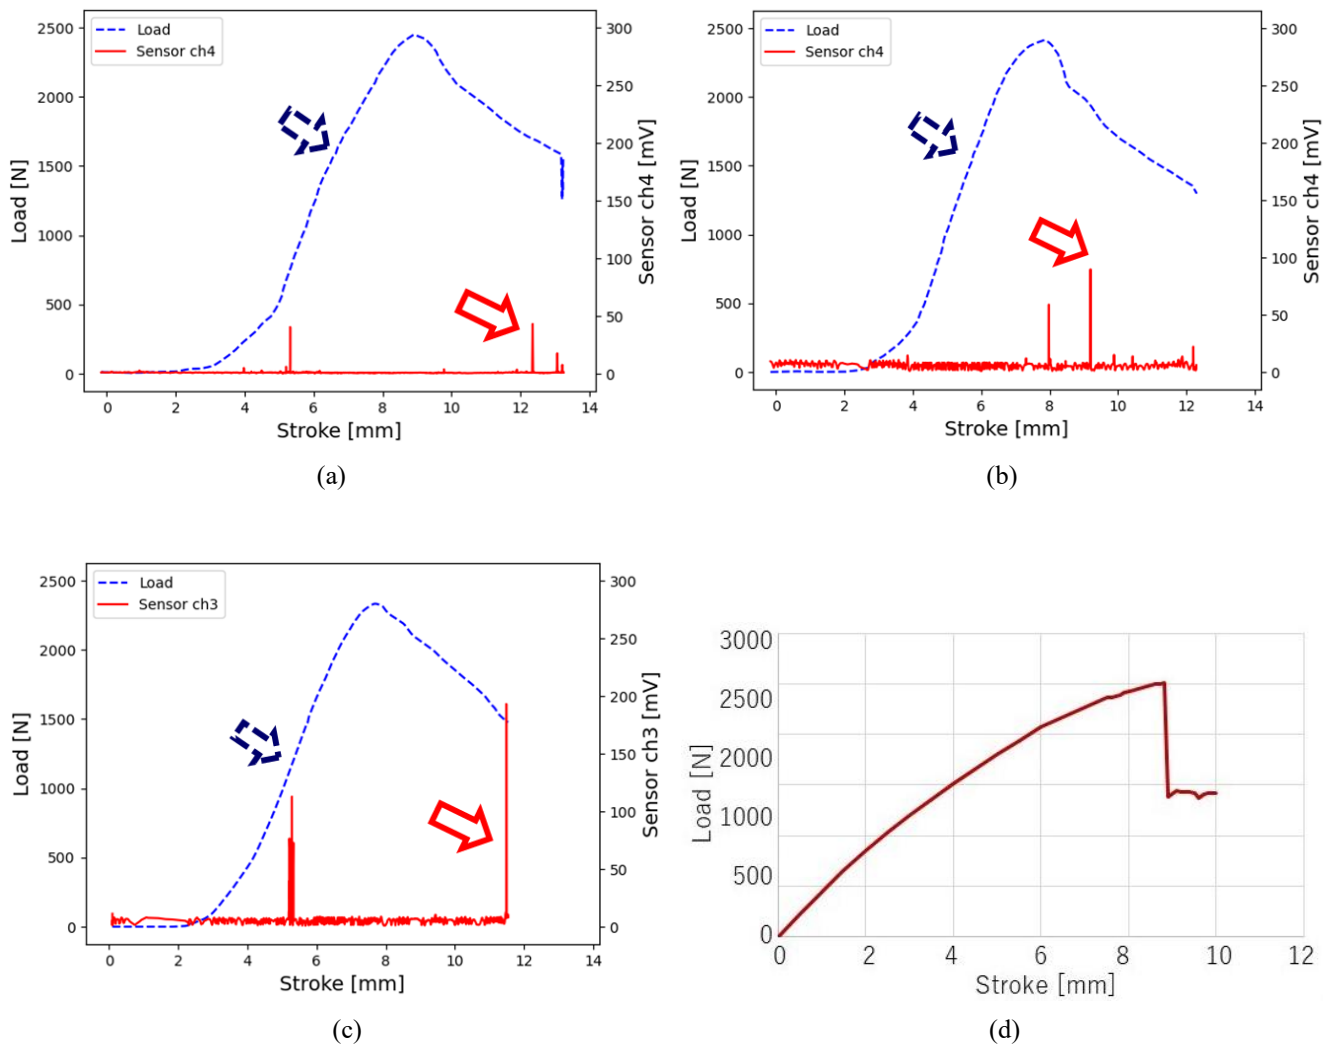 Load
Sensor ch4
2500
2000
1500
1000
500
0
Load [N]
300
250
200
150
100
50
0
Sensor ch4 [mV]
0 2 4 6 8 10 12 14
Stroke [mm]
(a)
Load
Sensor ch4
2500
2000
1500
1000
500
0
Load [N]
300
250
200
150
100
50
0
Sensor ch4 [mV]
0 2 4 6 8 10 12 14
Stroke [mm]
(b)
Load
Sensor ch3
2500
2000
1500
1000
500
0
Load [N]
300
250
200
150
100
50
0
Sensor ch3 [mV]
0 2 4 6 8 10 12 14
Stroke [mm]
(c)
3000
2500
2000
1000
500
0
Load [N]
0 2 4 6 8 10 12
Stroke [mm]
(d)